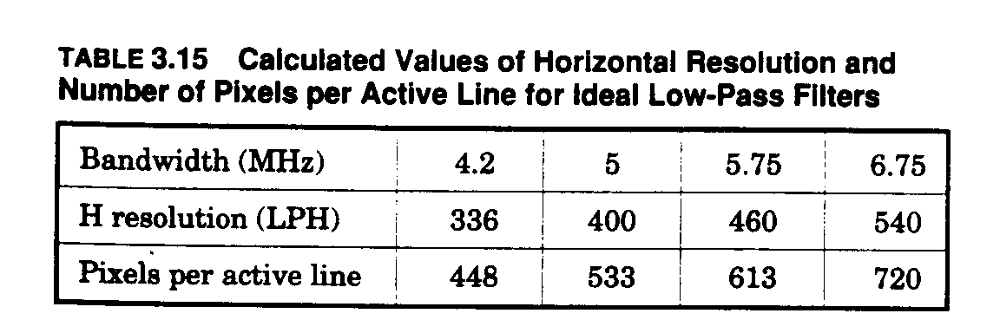 TABLE 3.15 Calculated Values of Horizontal Resolution and
Number of Pixels per Active Line for Ideal Low-Pass Filters
Bandwidth (MHz) 4.2 5 5.75 6.75
H resolution (LPH) 336 400 460 540
Pixels per active line 448 533 613 720